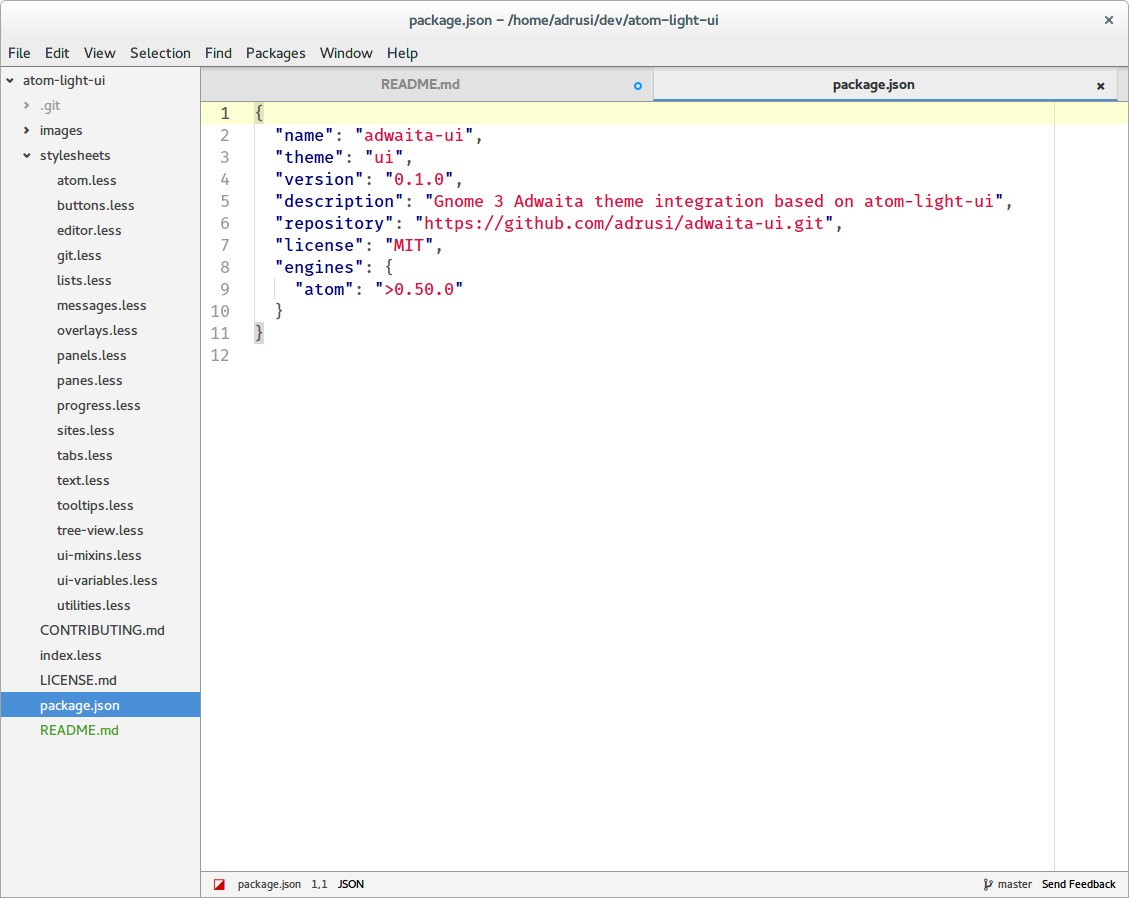 package.json – /home/adrusi/dev/atom-light-ui
File Edit View Selection Find Packages Window Help
atom-light-ui
.git
images
stylesheets
atom.less
buttons.less
editor.less
git.less
lists.less
messages.less
overlays.less
panels.less
panes.less
progress.less
sites.less
tabs.less
text.less
tooltips.less
tree-view.less
ui-mixins.less
ui-variables.less
utilities.less
CONTRIBUTING.md
index.less
LICENSE.md
package.json
README.md
README.md package.json
1 {
2 "name": "adwaita-ui",
3 "theme": "ui",
4 "version": "0.1.0",
5 "description": "Gnome 3 Adwaita theme integration based on atom-light-ui",
6 "repository": "https://github.com/adrusi/adwaita-ui.git",
7 "license": "MIT",
8 "engines": {
9 "atom": ">0.50.0"
10 }
11 }
12
package.json 1,1 JSON master Send Feedback